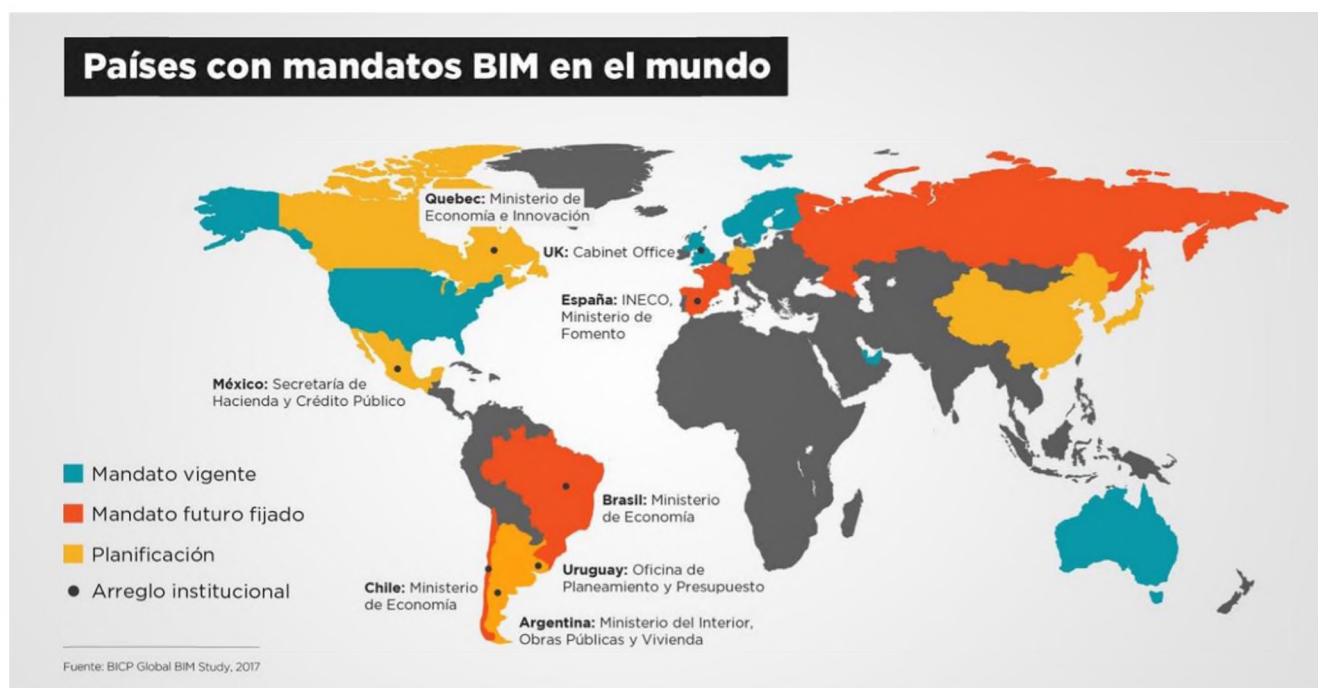 Países con mandatos BIM en el mundo
Quebec: Ministerio de
Economía e Innovación
UK: Cabinet Office
España: INECO,
Ministerio de
Fomento
México: Secretaría de
Hacienda y Crédito Público
Mandato vigente
Mandato futuro fijado
Planificación
Arreglo institucional
Brasil: Ministerio
de Economía
Uruguay: Oficina de
Planeamiento y Presupuesto
Chile: Ministerio
de Economía
Argentina: Ministerio del Interior,
Obras Públicas y Vivienda
Fuente: BICP Global BIM Study, 2017